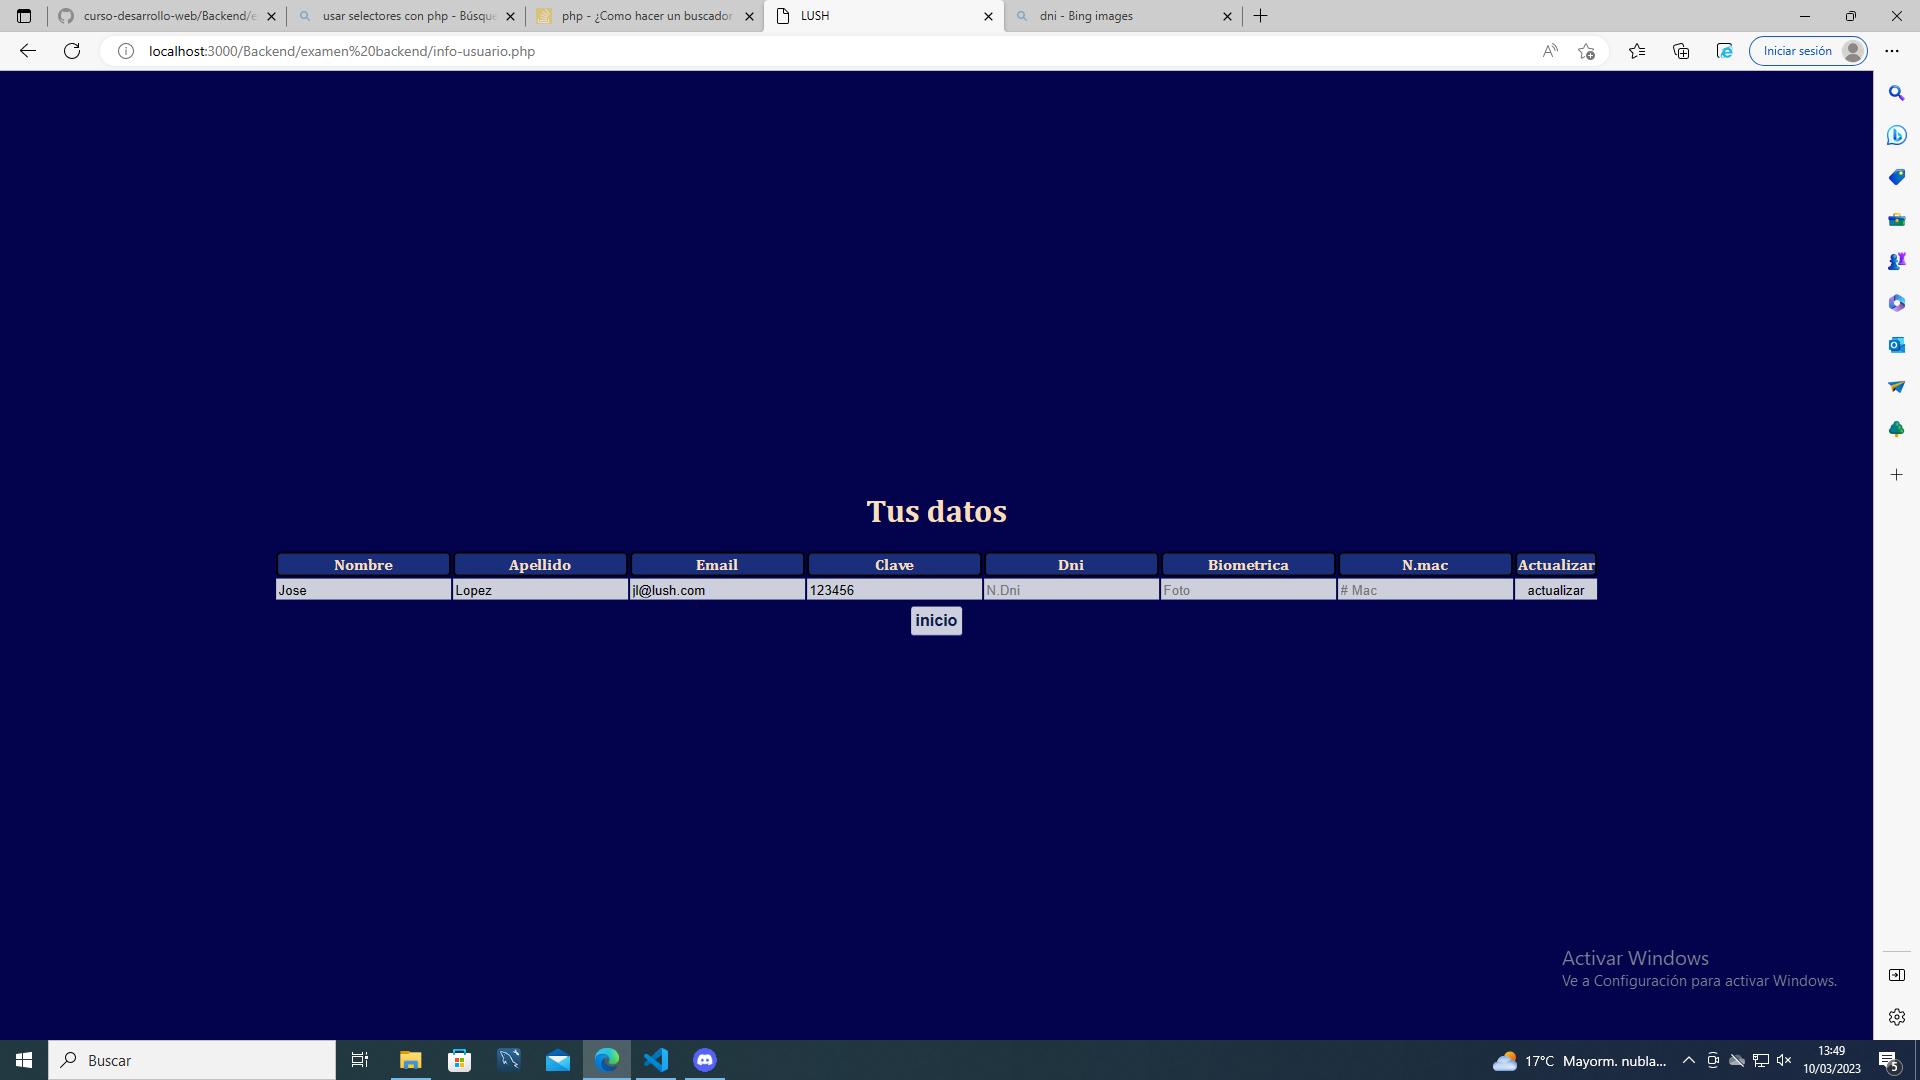 curso-desarrollo-web/Backend/e
usar selectores con php - Búsque
php - ¿Como hacer un buscador
LUSH
dni - Bing images
localhost:3000/Backend/examen%20backend/info-usuario.php
Iniciar sesión
Tus datos
Nombre Apellido Email Clave Dni Biometrica N.mac Actualizar
Jose Lopez jl@lush.com 123456 N.Dni Foto # Mac actualizar
inicio
Activar Windows
Ve a Configuración para activar Windows.
Buscar
17°C Mayorm. nubla...
13:49
10/03/2023
5